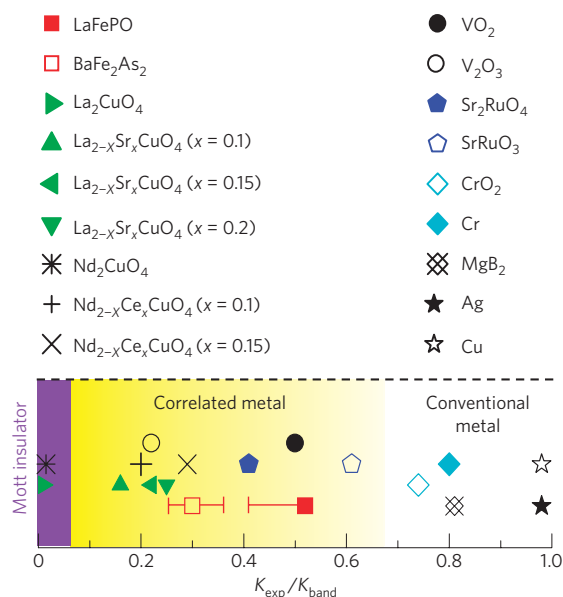 LaFePO
BaFe₂As₂
La₂CuO₄
La₂₋ₓSrₓCuO₄ (x = 0.1)
La₂₋ₓSrₓCuO₄ (x = 0.15)
La₂₋ₓSrₓCuO₄ (x = 0.2)
Nd₂CuO₄
Nd₂₋ₓCeₓCuO₄ (x = 0.1)
Nd₂₋ₓCeₓCuO₄ (x = 0.15)
VO₂
V₂O₃
Sr₂RuO₄
SrRuO₃
CrO₂
Cr
MgB₂
Ag
Cu
Mott insulator
Correlated metal
Conventional
metal
0 0.2 0.4 0.6 0.8 1.0
K_exp/K_band